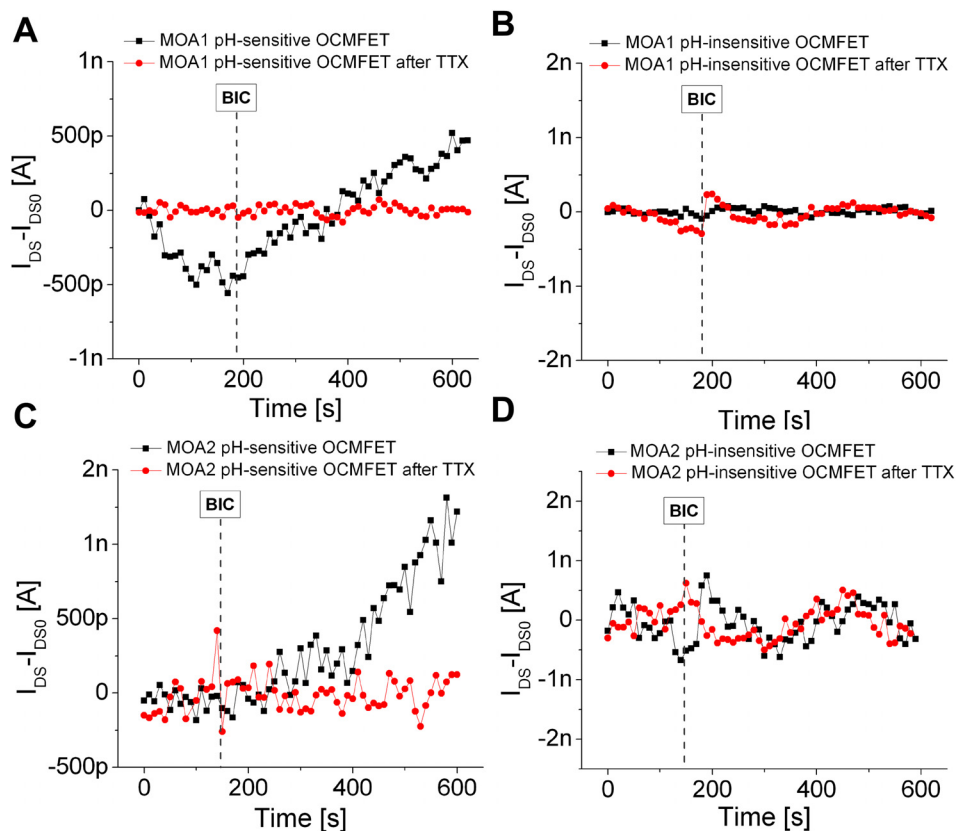 A
MOA1 pH-sensitive OCMFET
MOA1 pH-sensitive OCMFET after TTX
1n
500p
0
-500p
-1n
I_DS-I_DS0 [A]
BIC
0 200 400 600
Time [s]
B
MOA1 pH-insensitive OCMFET
MOA1 pH-insensitive OCMFET after TTX
2n
1n
0
-1n
-2n
I_DS-I_DS0 [A]
BIC
0 200 400 600
Time [s]
C
MOA2 pH-sensitive OCMFET
MOA2 pH-sensitive OCMFET after TTX
2n
1n
500p
0
-500p
I_DS-I_DS0 [A]
BIC
0 200 400 600
Time [s]
D
MOA2 pH-insensitive OCMFET
MOA2 pH-insensitive OCMFET after TTX
2n
1n
0
-1n
-2n
I_DS-I_DS0 [A]
BIC
0 200 400 600
Time [s]